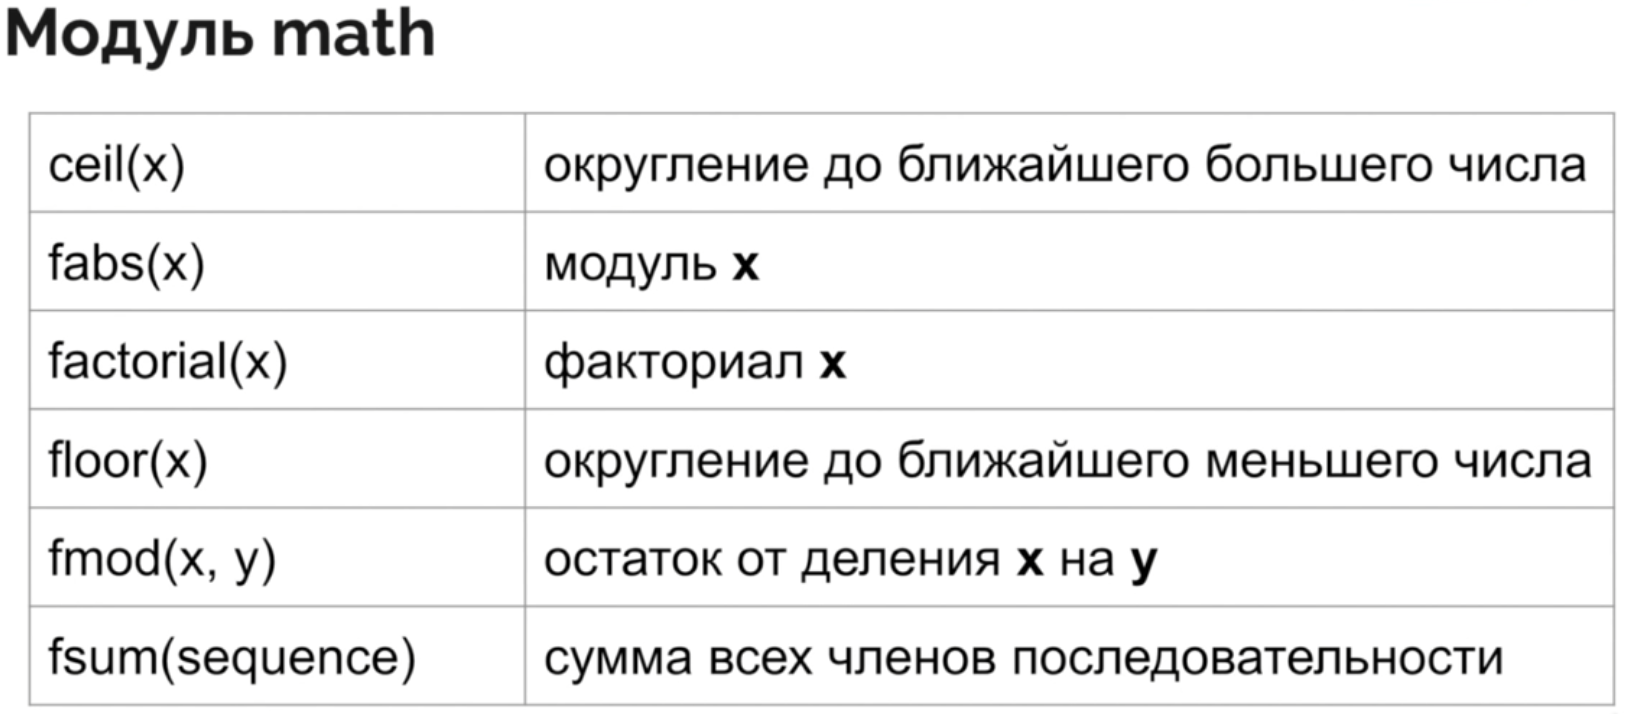 Модуль math
ceil(x) округление до ближайшего большего числа
fabs(x) модуль x
factorial(x) факториал x
floor(x) округление до ближайшего меньшего числа
fmod(x, y) остаток от деления x на y
fsum(sequence) сумма всех членов последовательности